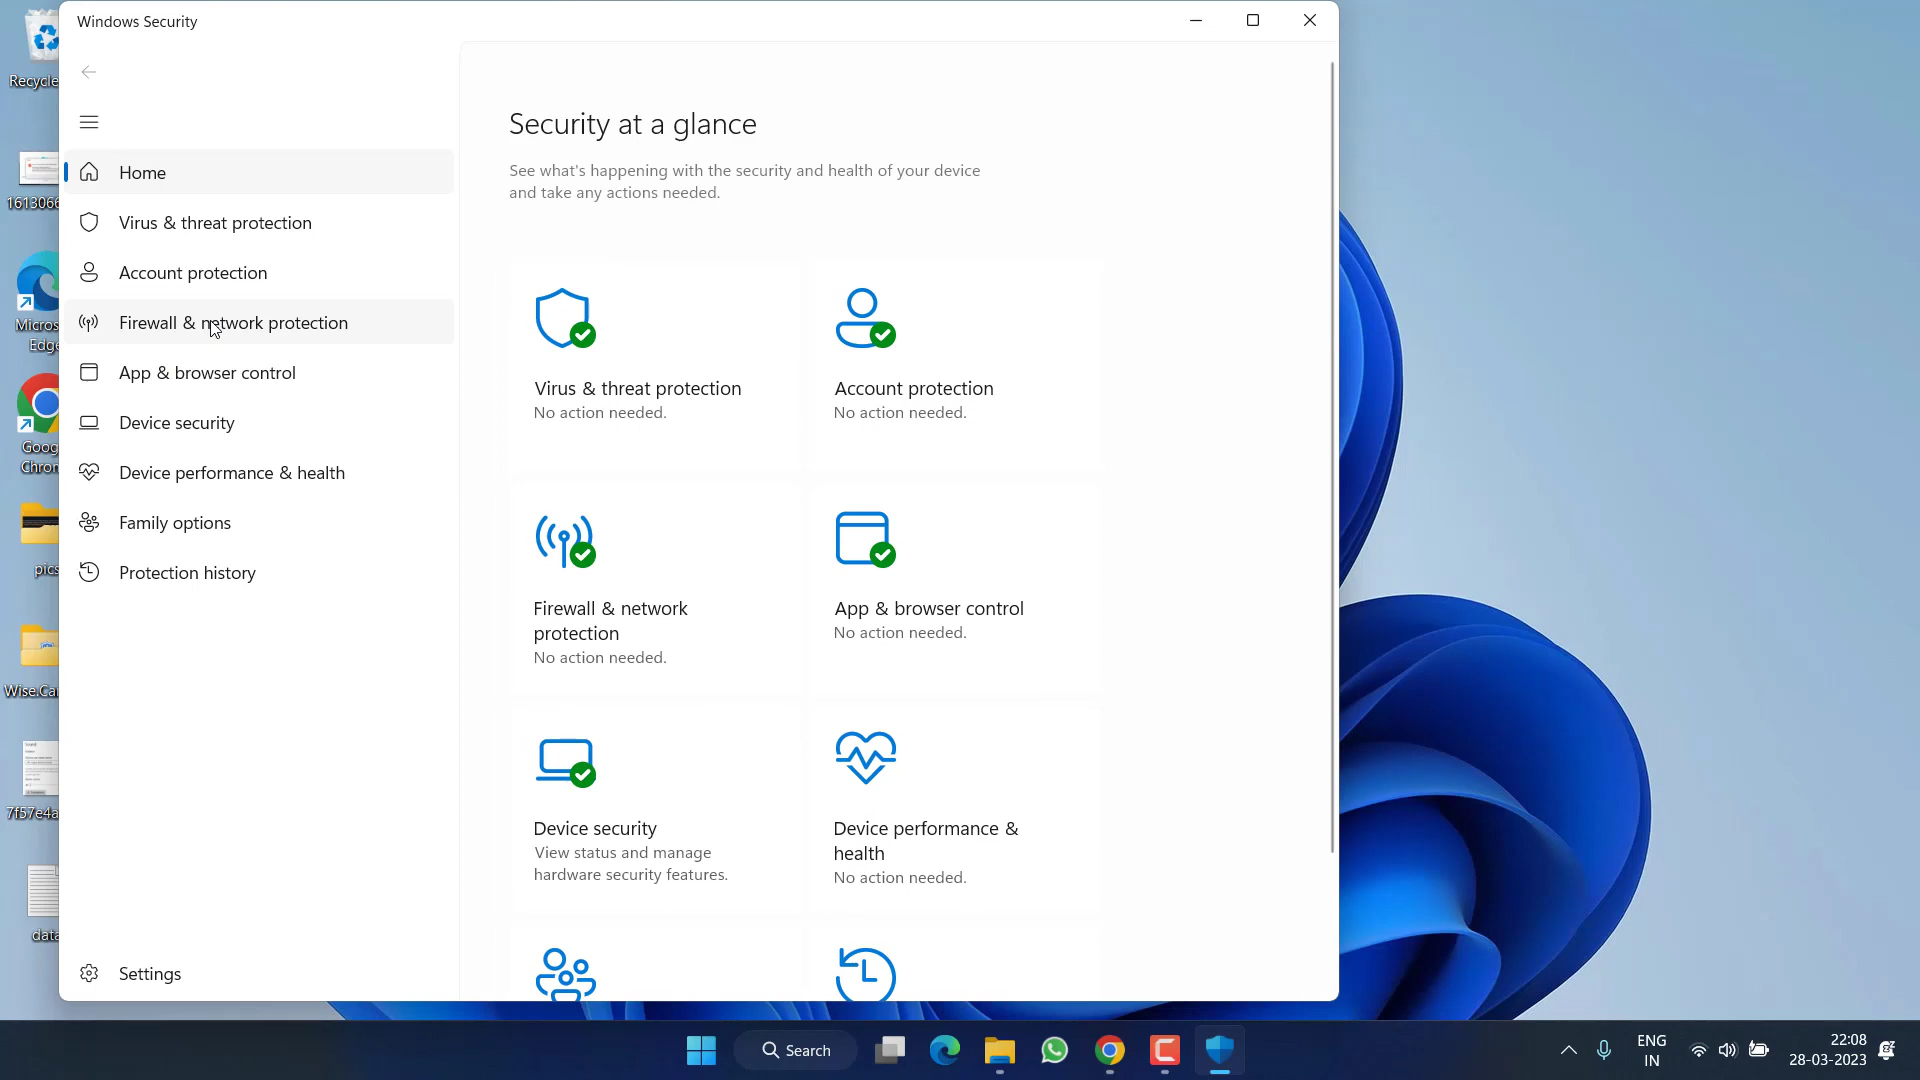 Windows Security
Home
Virus & threat protection
Account protection
Firewall & network protection
App & browser control
Device security
Device performance & health
Family options
Protection history
Settings
Security at a glance
See what's happening with the security and health of your device
and take any actions needed.
Virus & threat protection
No action needed.
Account protection
No action needed.
Firewall & network
protection
No action needed.
App & browser control
No action needed.
Device security
View status and manage
hardware security features.
Device performance &
health
No action needed.
Recycle
161306
Micros
Edge
Goog
Chron
pics
Wise.Ca
7f57e4a
data
Search
ENG
IN
22:08
28-03-2023